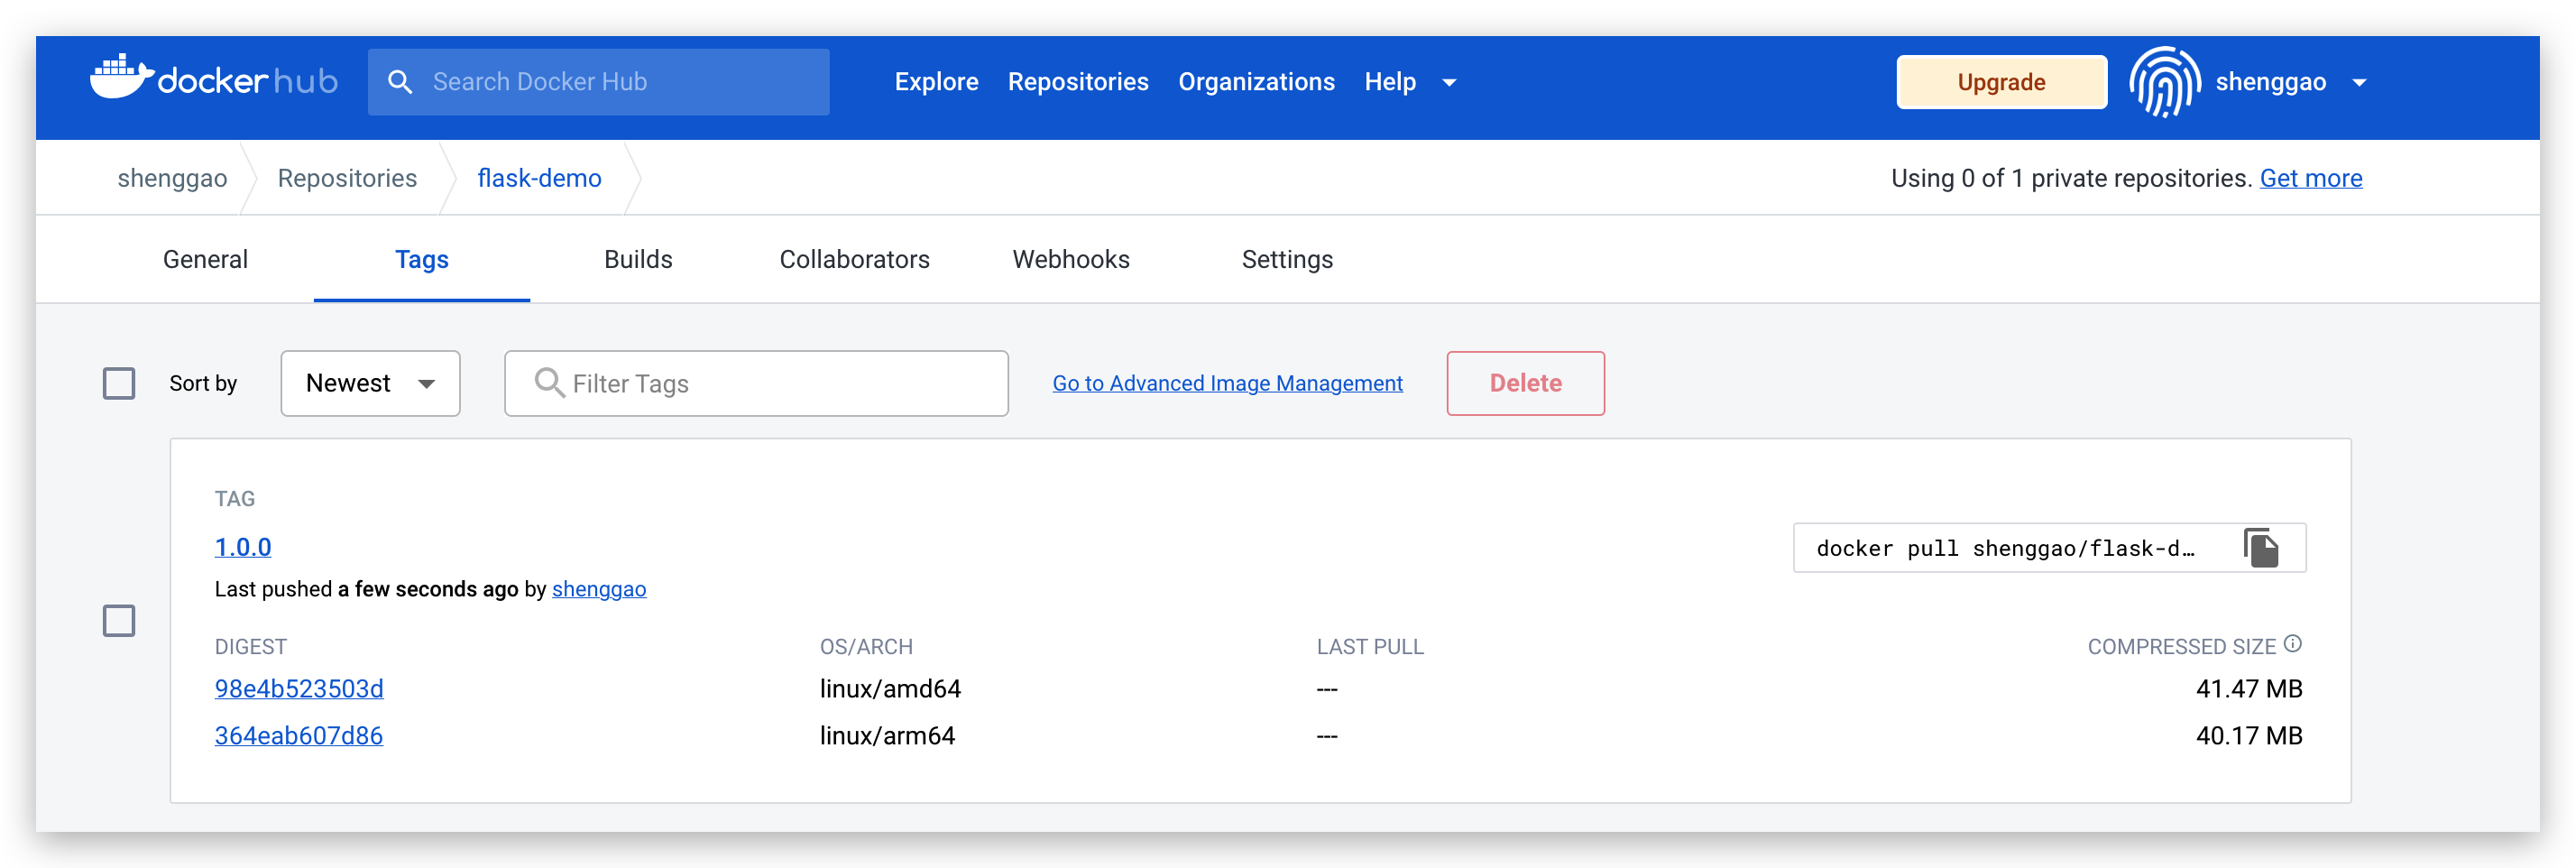 docker hub
Search Docker Hub
Explore Repositories Organizations Help
Upgrade
shenggao
shenggao Repositories flask-demo
Using 0 of 1 private repositories. Get more
General Tags Builds Collaborators Webhooks Settings
Sort by Newest Filter Tags Go to Advanced Image Management Delete
TAG
1.0.0
docker pull shenggao/flask-d…
Last pushed a few seconds ago by shenggao
DIGEST OS/ARCH LAST PULL COMPRESSED SIZE
98e4b523503d linux/amd64 --- 41.47 MB
364eab607d86 linux/arm64 --- 40.17 MB